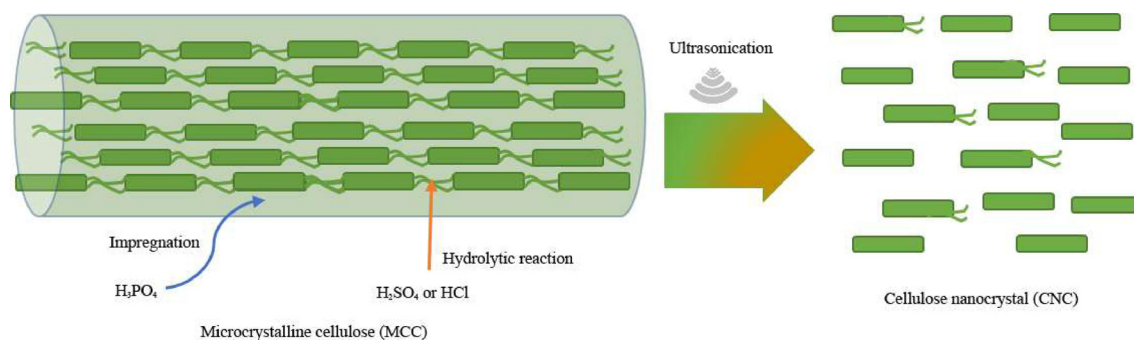 Ultrasonication
Impregnation
H₃PO₄
Hydrolytic reaction
H₂SO₄ or HCl
Microcrystalline cellulose (MCC)
Cellulose nanocrystal (CNC)